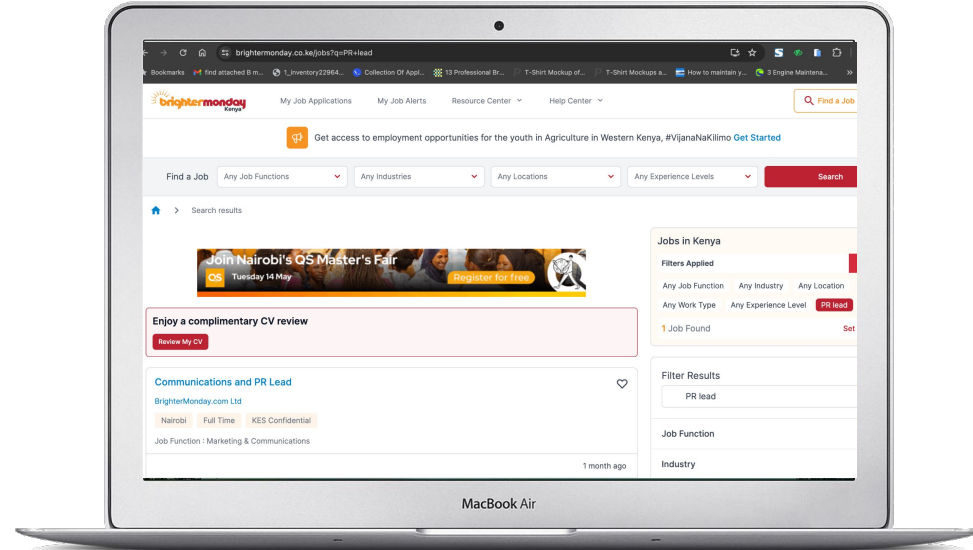 brightermonday.co.ke/jobs?q=PR+lead
Bookmarks find attached B m... 1_inventory22964... Collection Of Appl... 13 Professional Br... T-Shirt Mockup of... T-Shirt Mockups a... How to maintain y... 3 Engine Maintena... »
brightermonday
Kenya
My Job Applications My Job Alerts Resource Center Help Center Find a Job
Get access to employment opportunities for the youth in Agriculture in Western Kenya, #VijanaNaKilimo Get Started
Find a Job Any Job Functions Any Industries Any Locations Any Experience Levels Search
> Search results
Join Nairobi's QS Master's Fair
QS Tuesday 14 May Register for free
Enjoy a complimentary CV review
Review My CV
Communications and PR Lead
BrighterMonday.com Ltd
Nairobi Full Time KES Confidential
Job Function : Marketing & Communications
1 month ago
Jobs in Kenya
Filters Applied
Any Job Function Any Industry Any Location
Any Work Type Any Experience Level PR lead
1 Job Found Set
Filter Results
PR lead
Job Function
Industry
MacBook Air